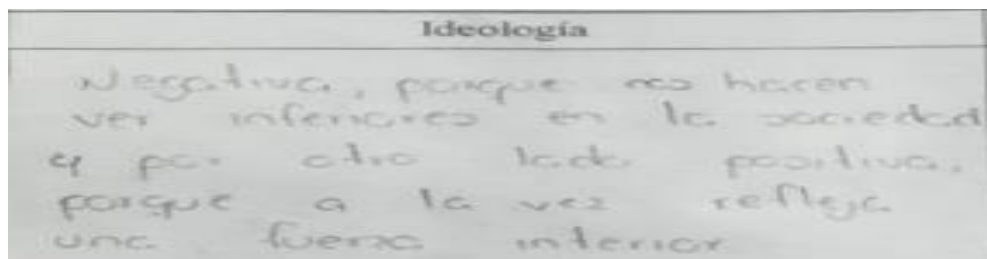 Ideología
Negativa, porque nos hacen
ver inferiores en la sociedad
y por otro lado positiva,
porque a la vez refleja
una fuerza interior